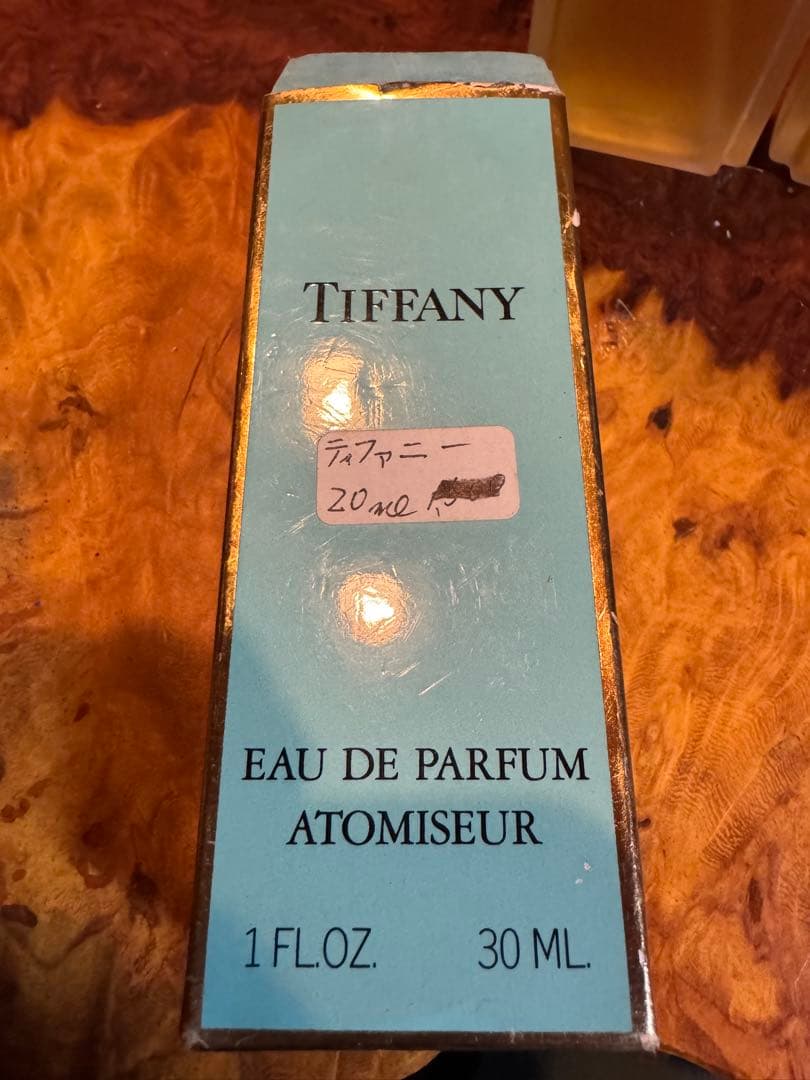 TIFFANY
ティファニー
20ml
EAU DE PARFUM
ATOMISEUR
1 FL.OZ. 30 ML.